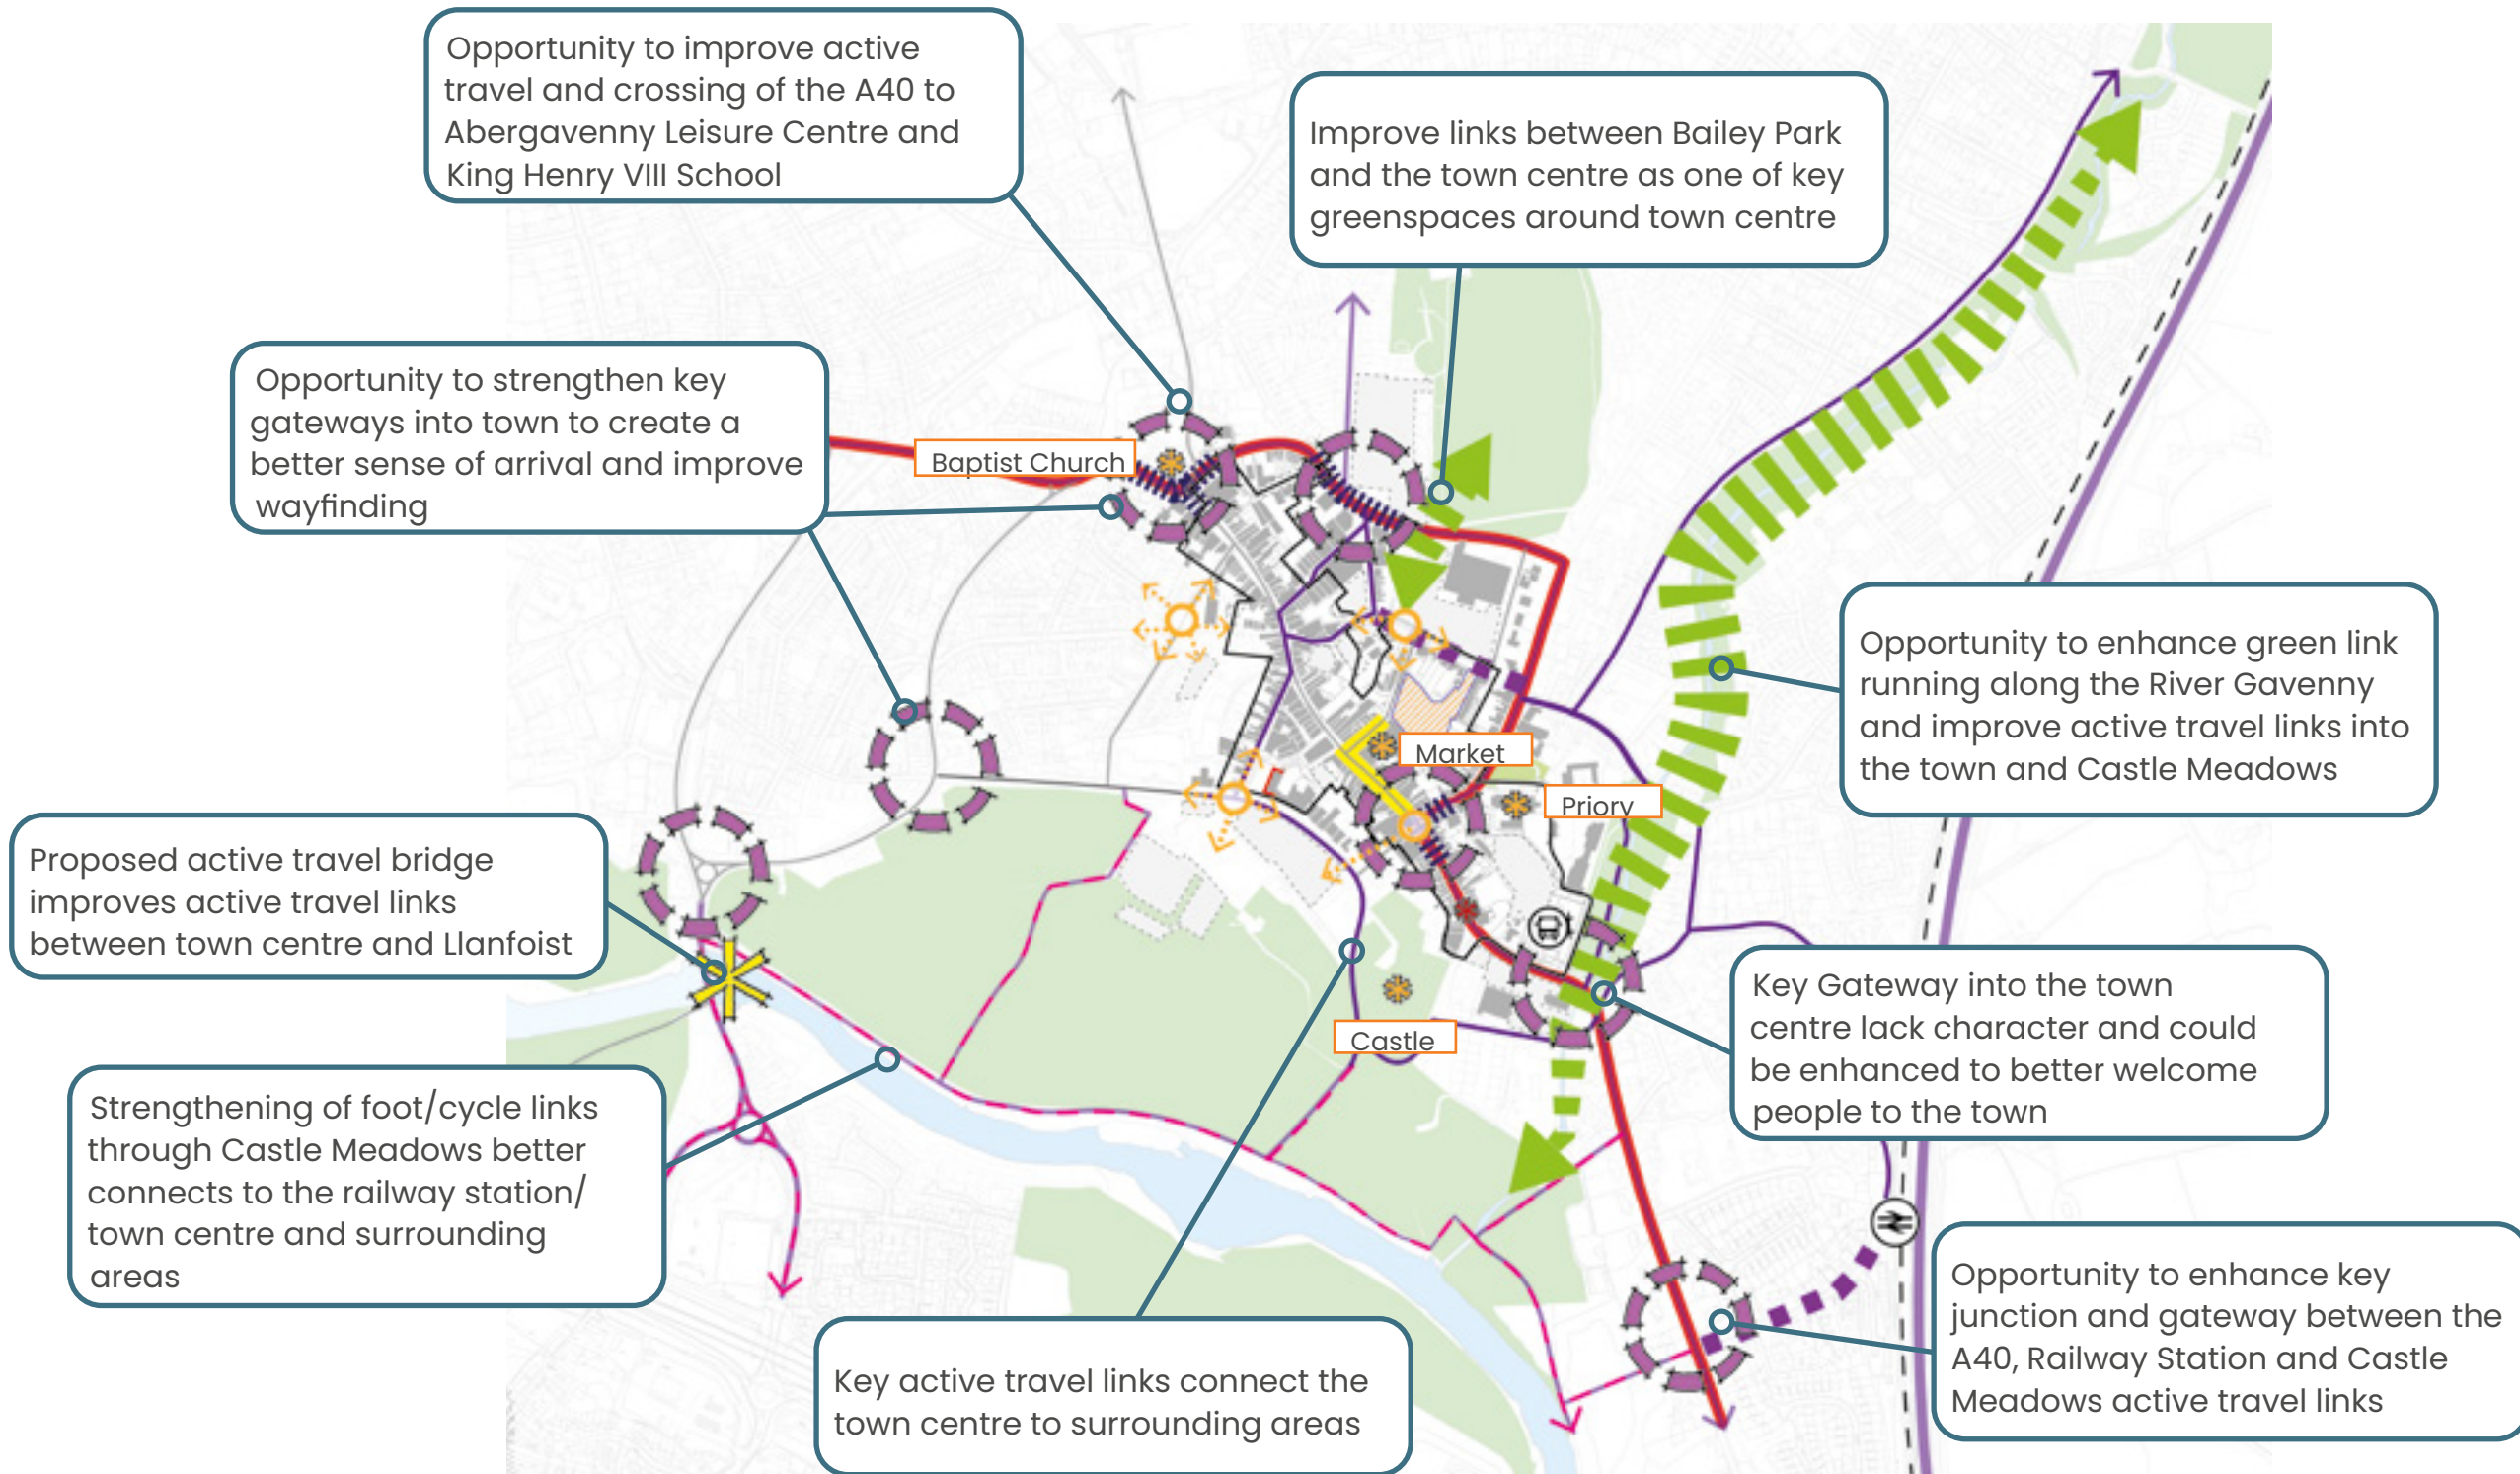 Opportunity to improve active
travel and crossing of the A40 to
Abergavenny Leisure Centre and
King Henry VIII School
Improve links between Bailey Park
and the town centre as one of key
greenspaces around town centre
Opportunity to strengthen key
gateways into town to create a
better sense of arrival and improve
wayfinding
Baptist Church
Opportunity to enhance green link
running along the River Gavenny
and improve active travel links into
the town and Castle Meadows
Market
Priory
Proposed active travel bridge
improves active travel links
between town centre and Llanfoist
Key Gateway into the town
centre lack character and could
be enhanced to better welcome
people to the town
Castle
Strengthening of foot/cycle links
through Castle Meadows better
connects to the railway station/
town centre and surrounding
areas
Opportunity to enhance key
junction and gateway between the
A40, Railway Station and Castle
Meadows active travel links
Key active travel links connect the
town centre to surrounding areas